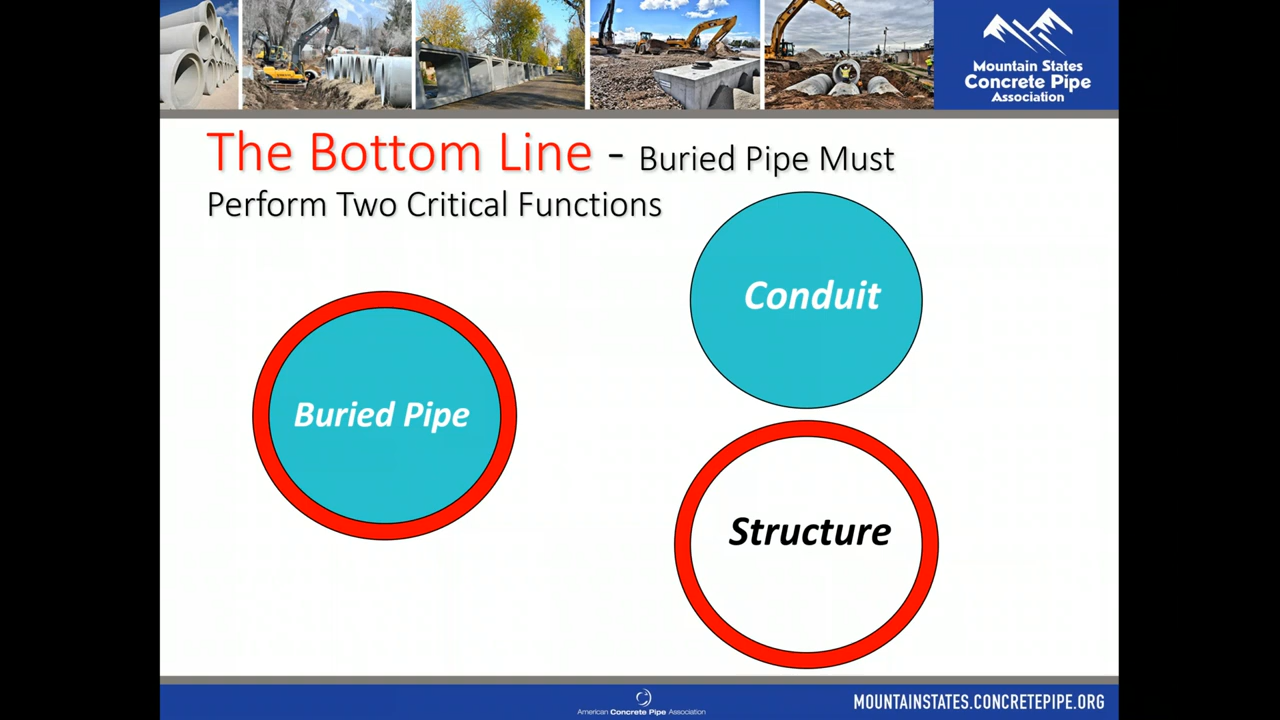 Mountain States
Concrete Pipe
Association
The Bottom Line - Buried Pipe Must
Perform Two Critical Functions
Conduit
Buried Pipe
Structure
American Concrete Pipe Association
MOUNTAINSTATES.CONCRETEPIPE.ORG